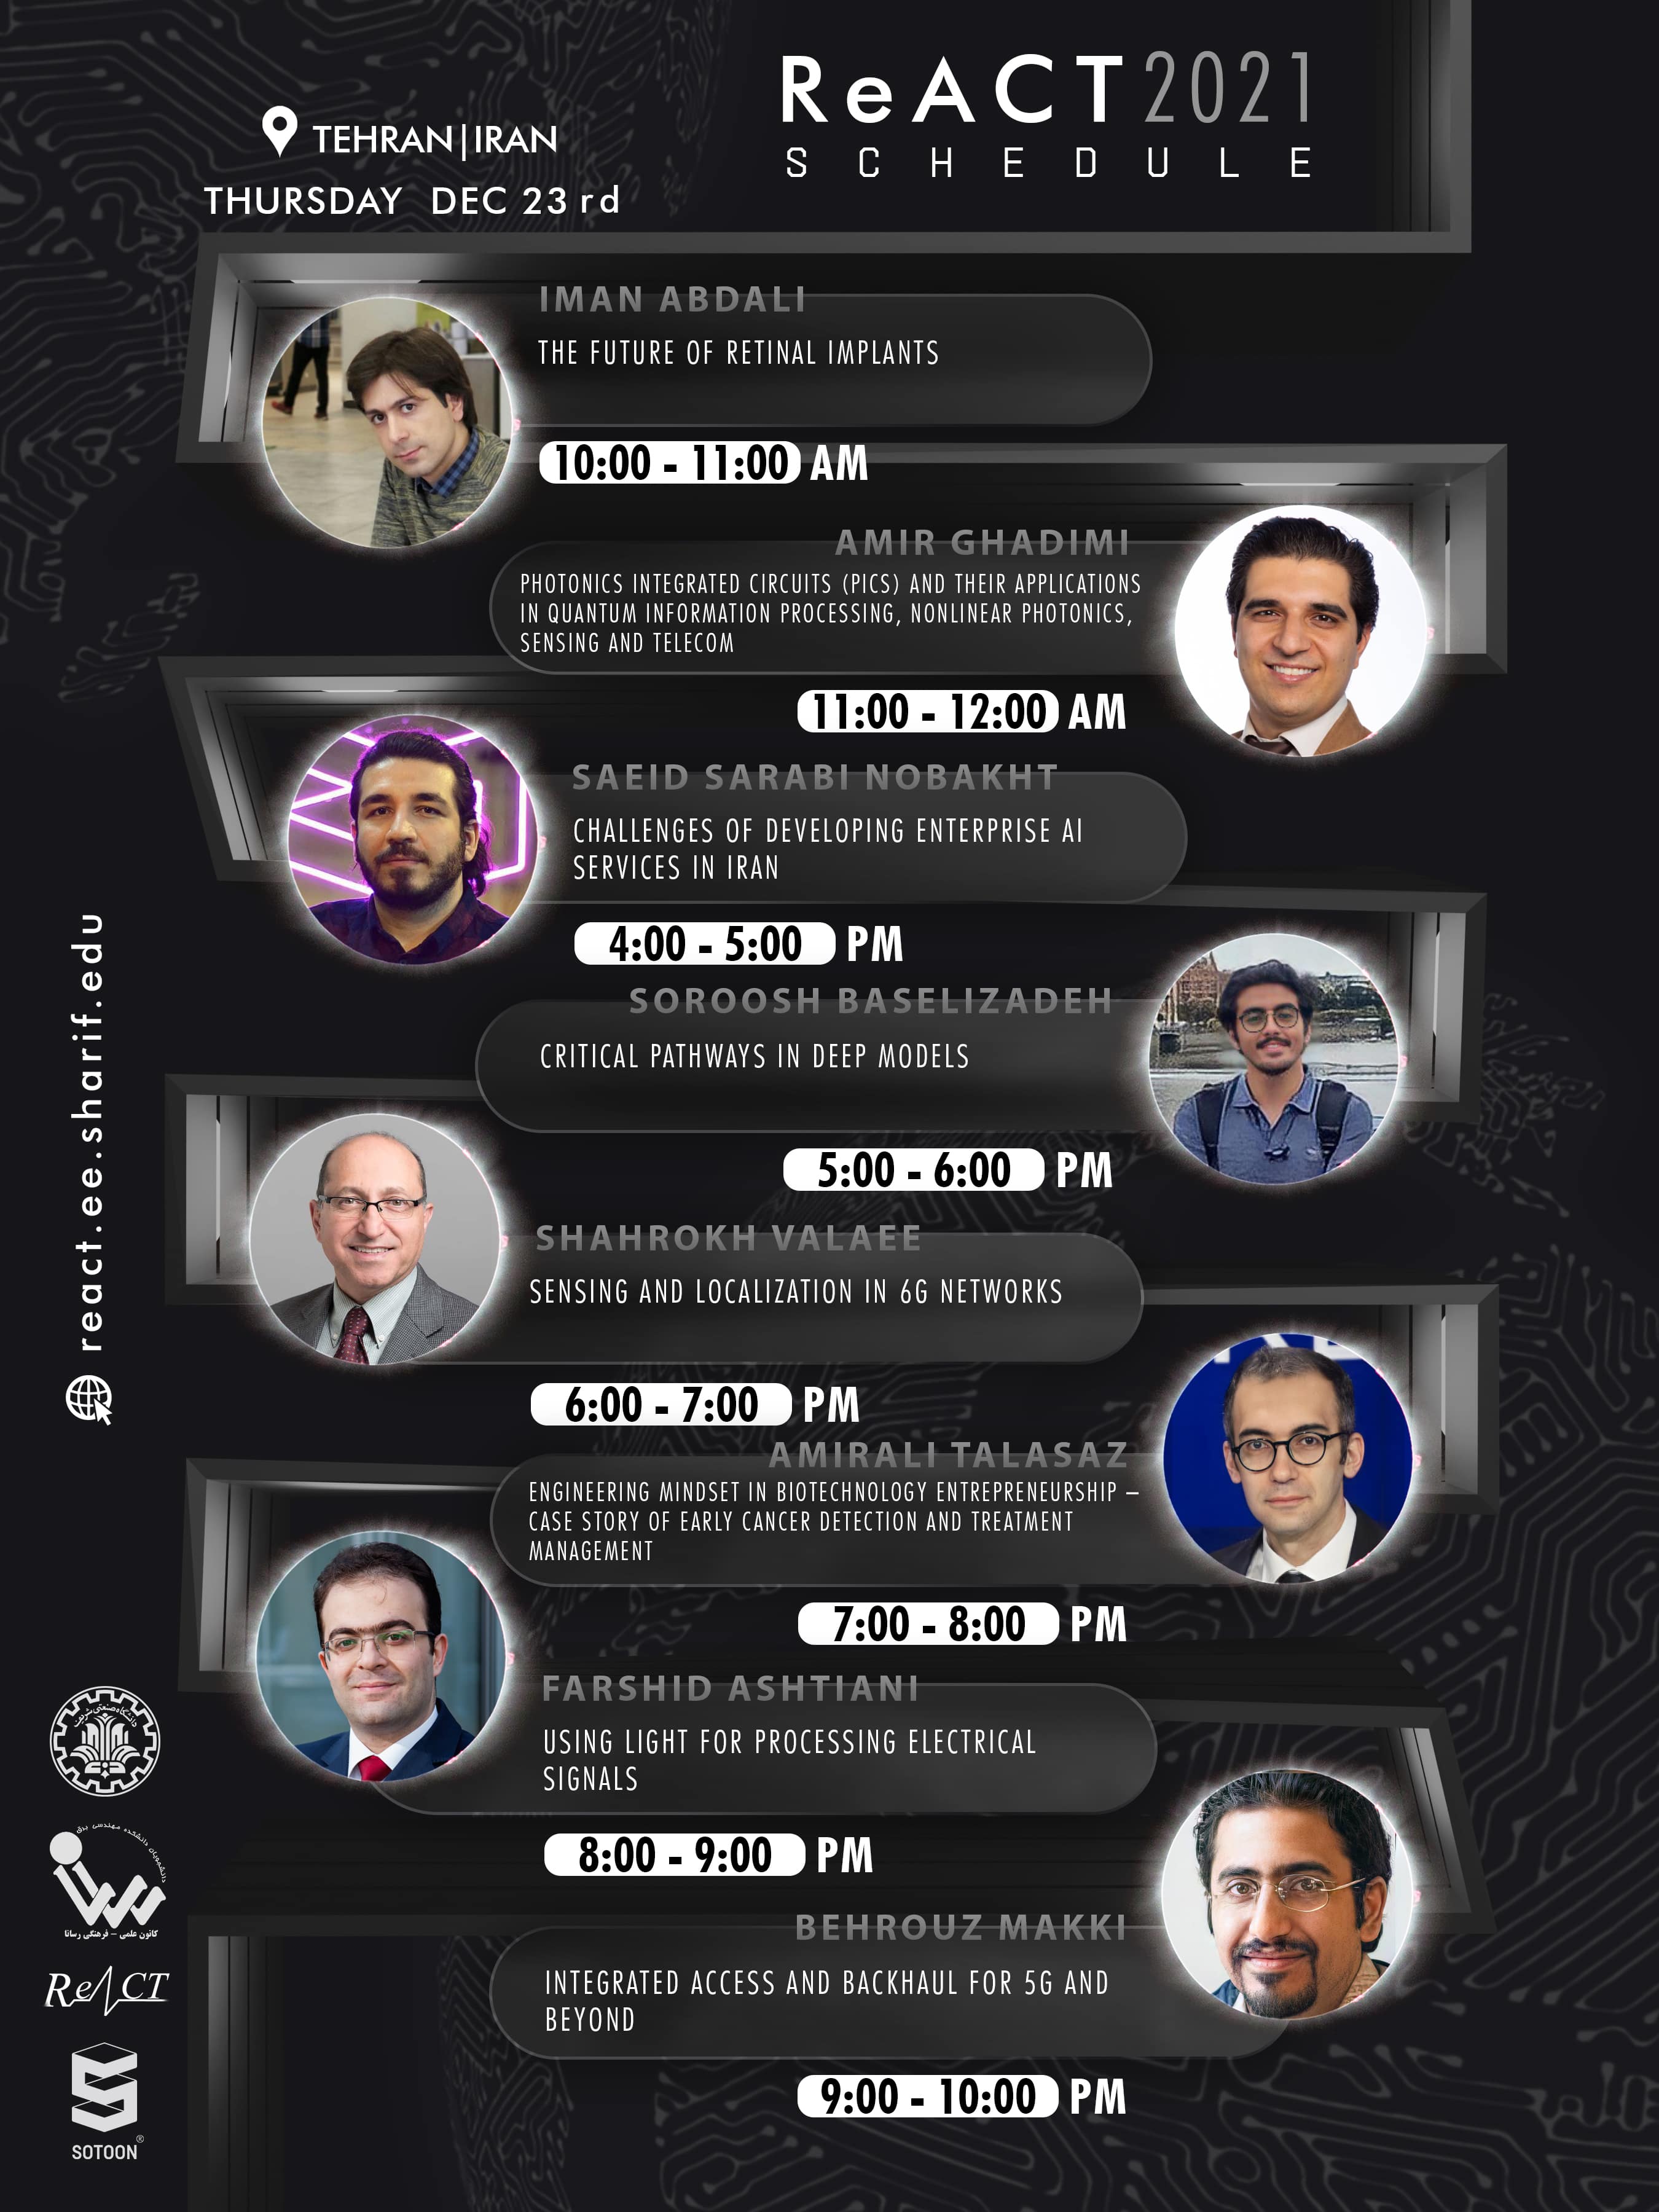 ReACT 2021
SCHEDULE
TEHRAN|IRAN
THURSDAY DEC 23 rd
IMAN ABDALI
THE FUTURE OF RETINAL IMPLANTS
10:00 - 11:00 AM
AMIR GHADIMI
PHOTONICS INTEGRATED CIRCUITS (PICS) AND THEIR APPLICATIONS
IN QUANTUM INFORMATION PROCESSING, NONLINEAR PHOTONICS,
SENSING AND TELECOM
11:00 - 12:00 AM
SAEID SARABI NOBAKHT
CHALLENGES OF DEVELOPING ENTERPRISE AI
SERVICES IN IRAN
4:00 - 5:00 PM
SOROOSH BASELIZADEH
CRITICAL PATHWAYS IN DEEP MODELS
5:00 - 6:00 PM
SHAHROKH VALAEE
SENSING AND LOCALIZATION IN 6G NETWORKS
6:00 - 7:00 PM
AMIRALI TALASAZ
ENGINEERING MINDSET IN BIOTECHNOLOGY ENTREPRENEURSHIP –
CASE STORY OF EARLY CANCER DETECTION AND TREATMENT
MANAGEMENT
7:00 - 8:00 PM
FARSHID ASHTIANI
USING LIGHT FOR PROCESSING ELECTRICAL
SIGNALS
8:00 - 9:00 PM
BEHROUZ MAKKI
INTEGRATED ACCESS AND BACKHAUL FOR 5G AND
BEYOND
9:00 - 10:00 PM
react.ee.sharif.edu
دانشگاه صنعتی شریف
دانشجویان دانشکده مهندسی برق
کانون علمی - فرهنگی رسانا
ReACT
SOTOON®